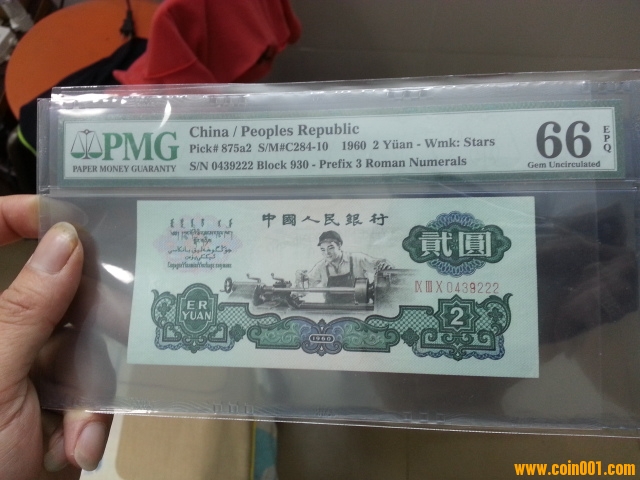 PMG
PAPER MONEY GUARANTY
China / Peoples Republic
Pick# 875a2 S/M#C284-10 1960 2 Yüan - Wmk: Stars
S/N 0439222 Block 930 - Prefix 3 Roman Numerals
66 EPQ
Gem Uncirculated
中國人民銀行
貳圓
IX III X 0439222
ER
YUAN
1960
2
www.coin001.com